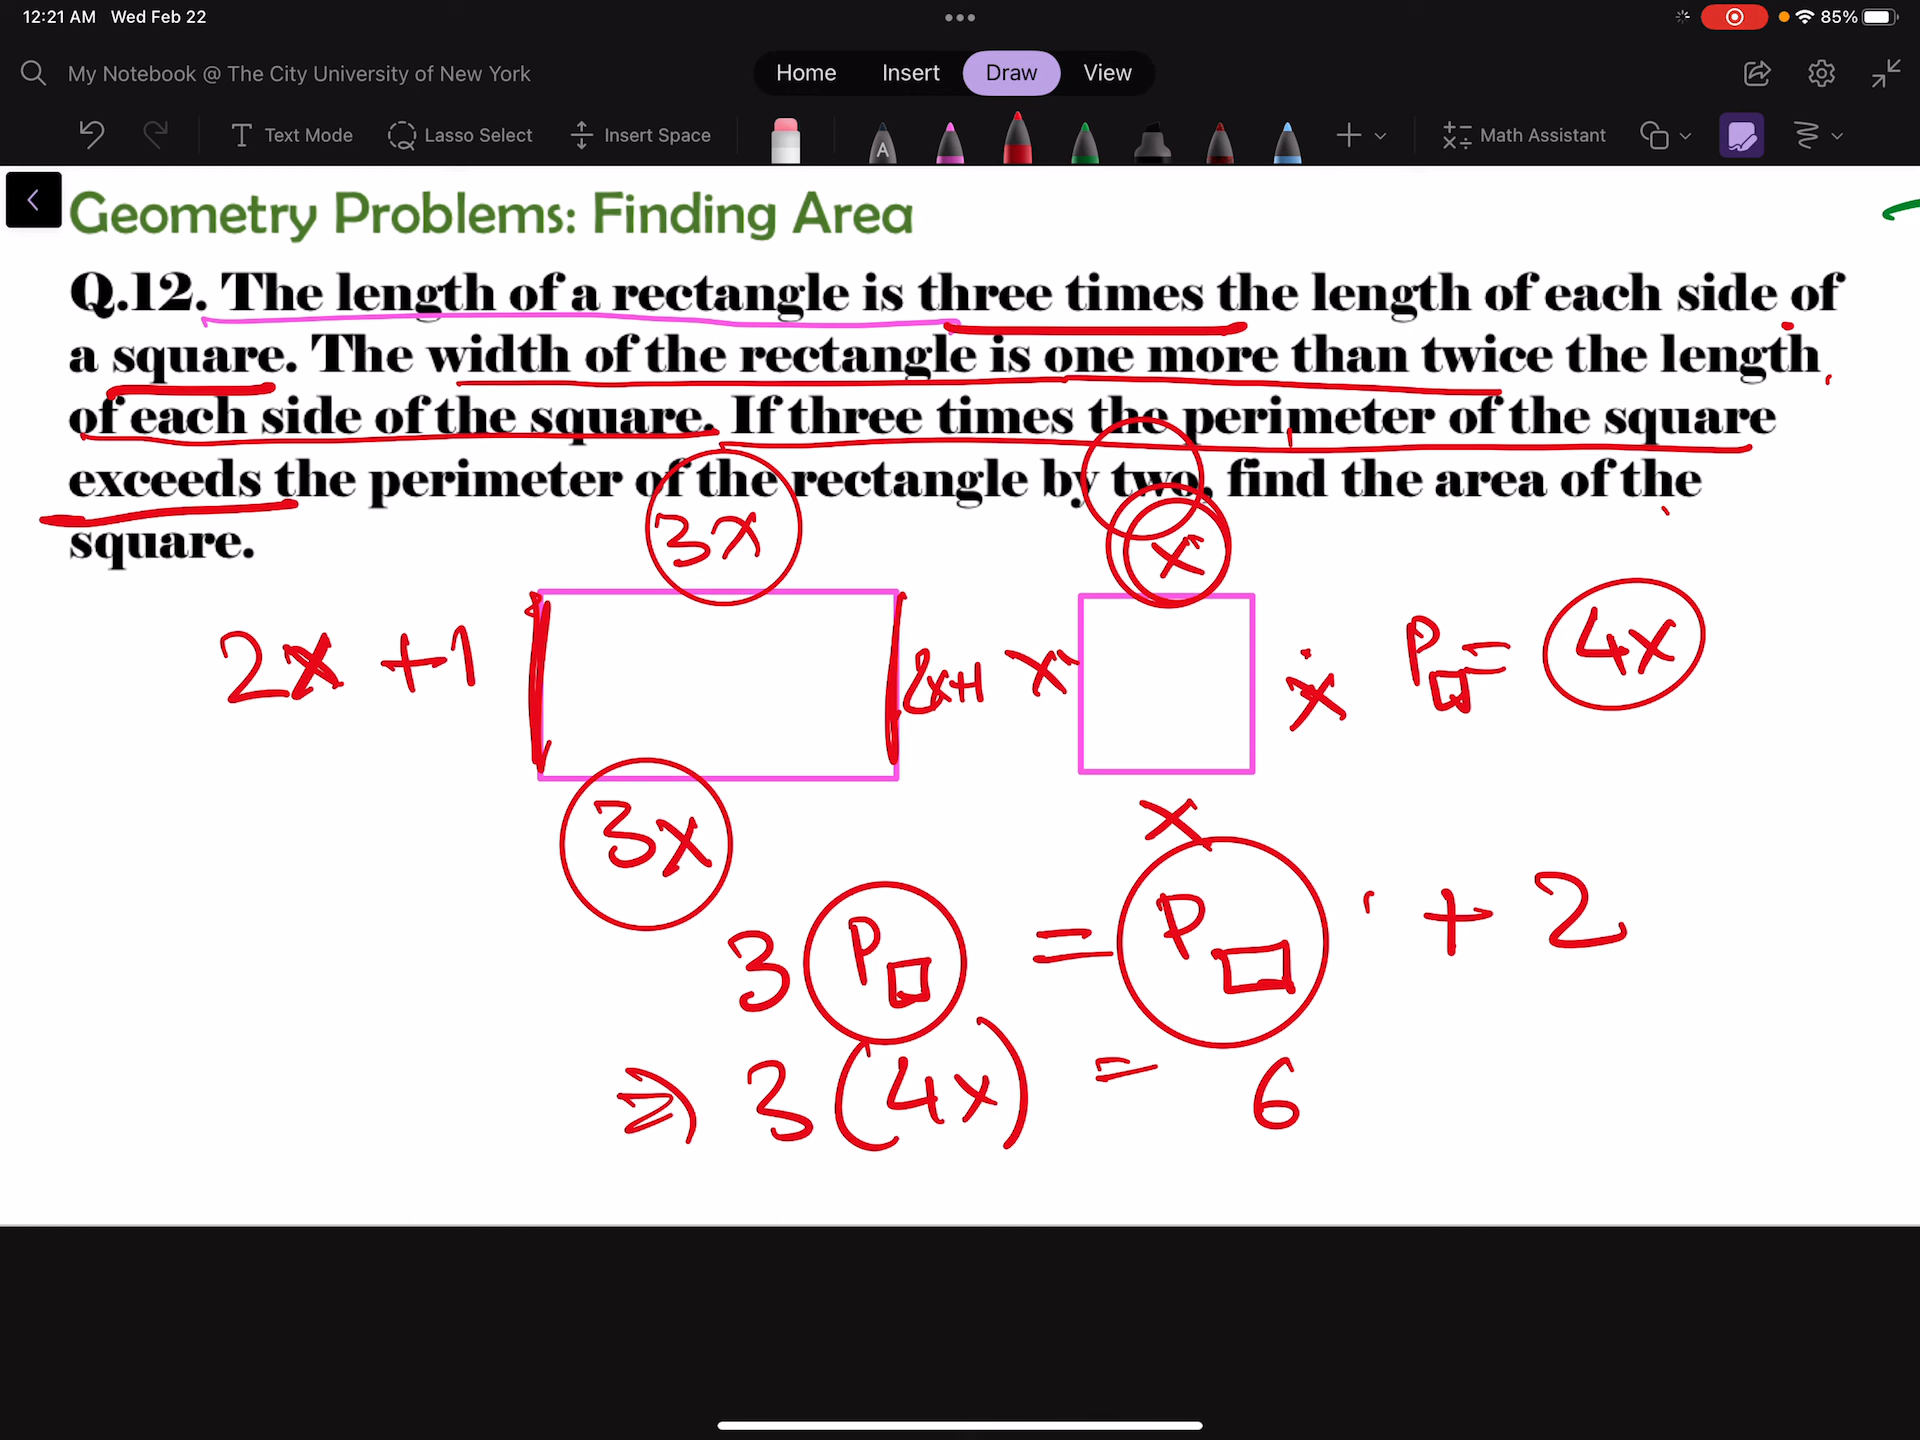 12:21 AM Wed Feb 22
85%
My Notebook @ The City University of New York
Home Insert Draw View
Text Mode Lasso Select Insert Space A Math Assistant
Geometry Problems: Finding Area
Q.12. The length of a rectangle is three times the length of each side of
a square. The width of the rectangle is one more than twice the length
of each side of the square. If three times the perimeter of the square
exceeds the perimeter of the rectangle by two, find the area of the
square.
3x
x
2x +1
2x+1
x
x
P□ = 4x
3x
x
3 P□ = P▭ + 2
⇒ 3 (4x) = 6